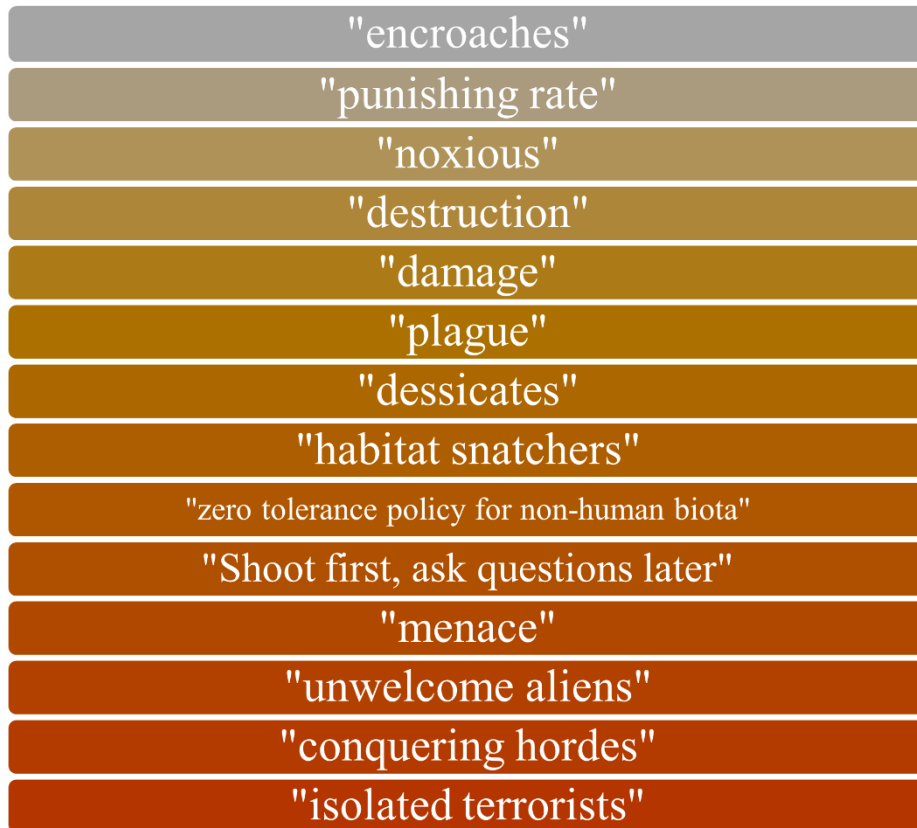 "encroaches"
"punishing rate"
"noxious"
"destruction"
"damage"
"plague"
"dessicates"
"habitat snatchers"
"zero tolerance policy for non-human biota"
"Shoot first, ask questions later"
"menace"
"unwelcome aliens"
"conquering hordes"
"isolated terrorists"